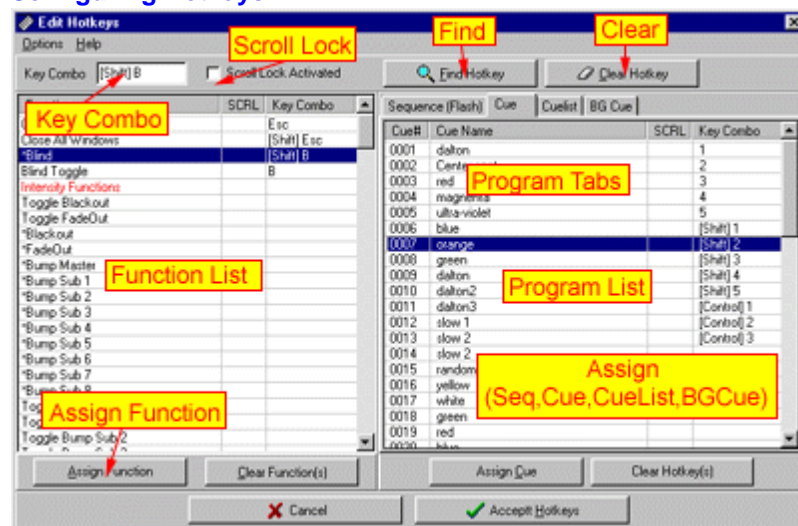 Configuring Hotkeys
Edit Hotkeys
Options Help
Scroll Lock
Find
Clear
Key Combo [Shift] B
Scroll Lock Activated
Find Hotkey
Clear Hotkey
Key Combo
SCRL Key Combo
Esc
Close All Windows [Shift] Esc
*Blind [Shift] B
Blind Toggle B
Intensity Functions
Toggle Blackout
Toggle FadeOut
*Blackout
*FadeOut
*Bump Master
*Bump Sub 1
*Bump Sub 2
*Bump Sub 3
*Bump Sub 4
*Bump Sub 5
*Bump Sub 6
*Bump Sub 7
Function List
Assign Function
Toggle Bump Sub 2
Assign Function
Clear Function(s)
Sequence (Flash) Cue Cuelist BG Cue
Cue# Cue Name SCRL Key Combo
0001 dalton 1
0002 2
0003 red 3
0004 magnenta 4
0005 ultra-violet 5
0006 blue [Shift] 1
0007 orange [Shift] 2
0008 green [Shift] 3
0009 dalton [Shift] 4
0010 dalton2 [Shift] 5
0011 dalton3 [Control] 1
0012 slow 1 [Control] 2
0013 slow 2 [Control] 3
0014 slow 2
0015 random
0016 yellow
0017 white
0018 green
0019 red
0020 blue
Program Tabs
Program List
Assign
(Seq,Cue,CueList,BGCue)
Assign Cue
Clear Hotkey(s)
Cancel
Acceptt Hotkeys